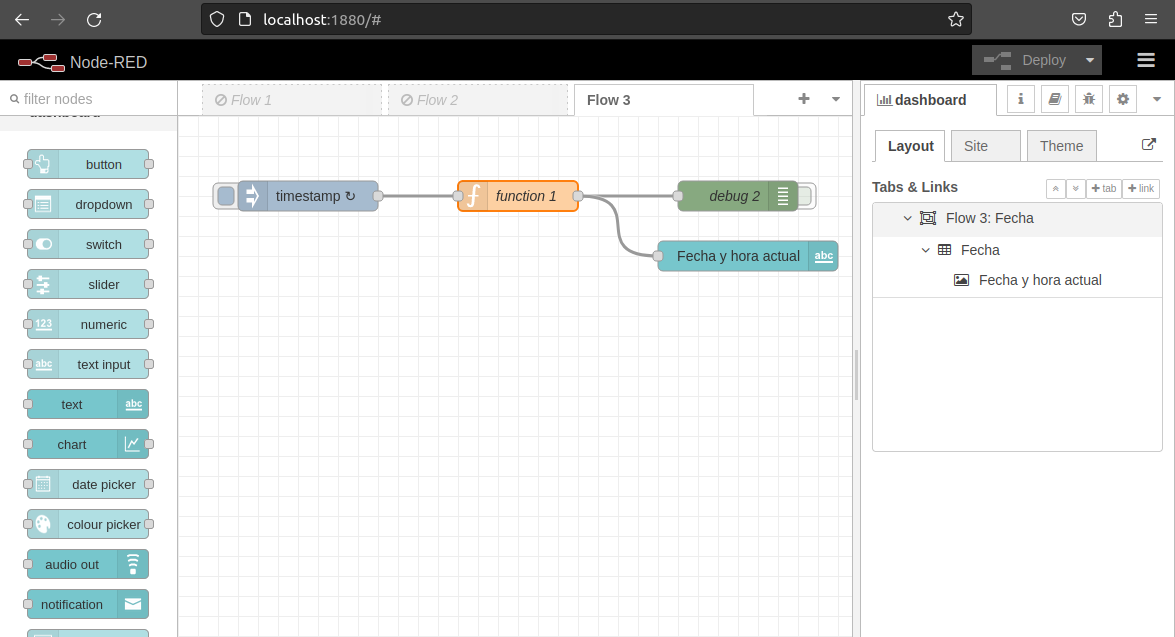 localhost:1880/#
Node-RED
Deploy
filter nodes
Flow 1
Flow 2
Flow 3
dashboard
dashboard
button
dropdown
switch
slider
123 numeric
abc text input
text abc
chart
date picker
colour picker
audio out
notification
timestamp ↻
f function 1
debug 2
Fecha y hora actual abc
i
Layout
Site
Theme
Tabs & Links
+ tab
+ link
Flow 3: Fecha
Fecha
Fecha y hora actual